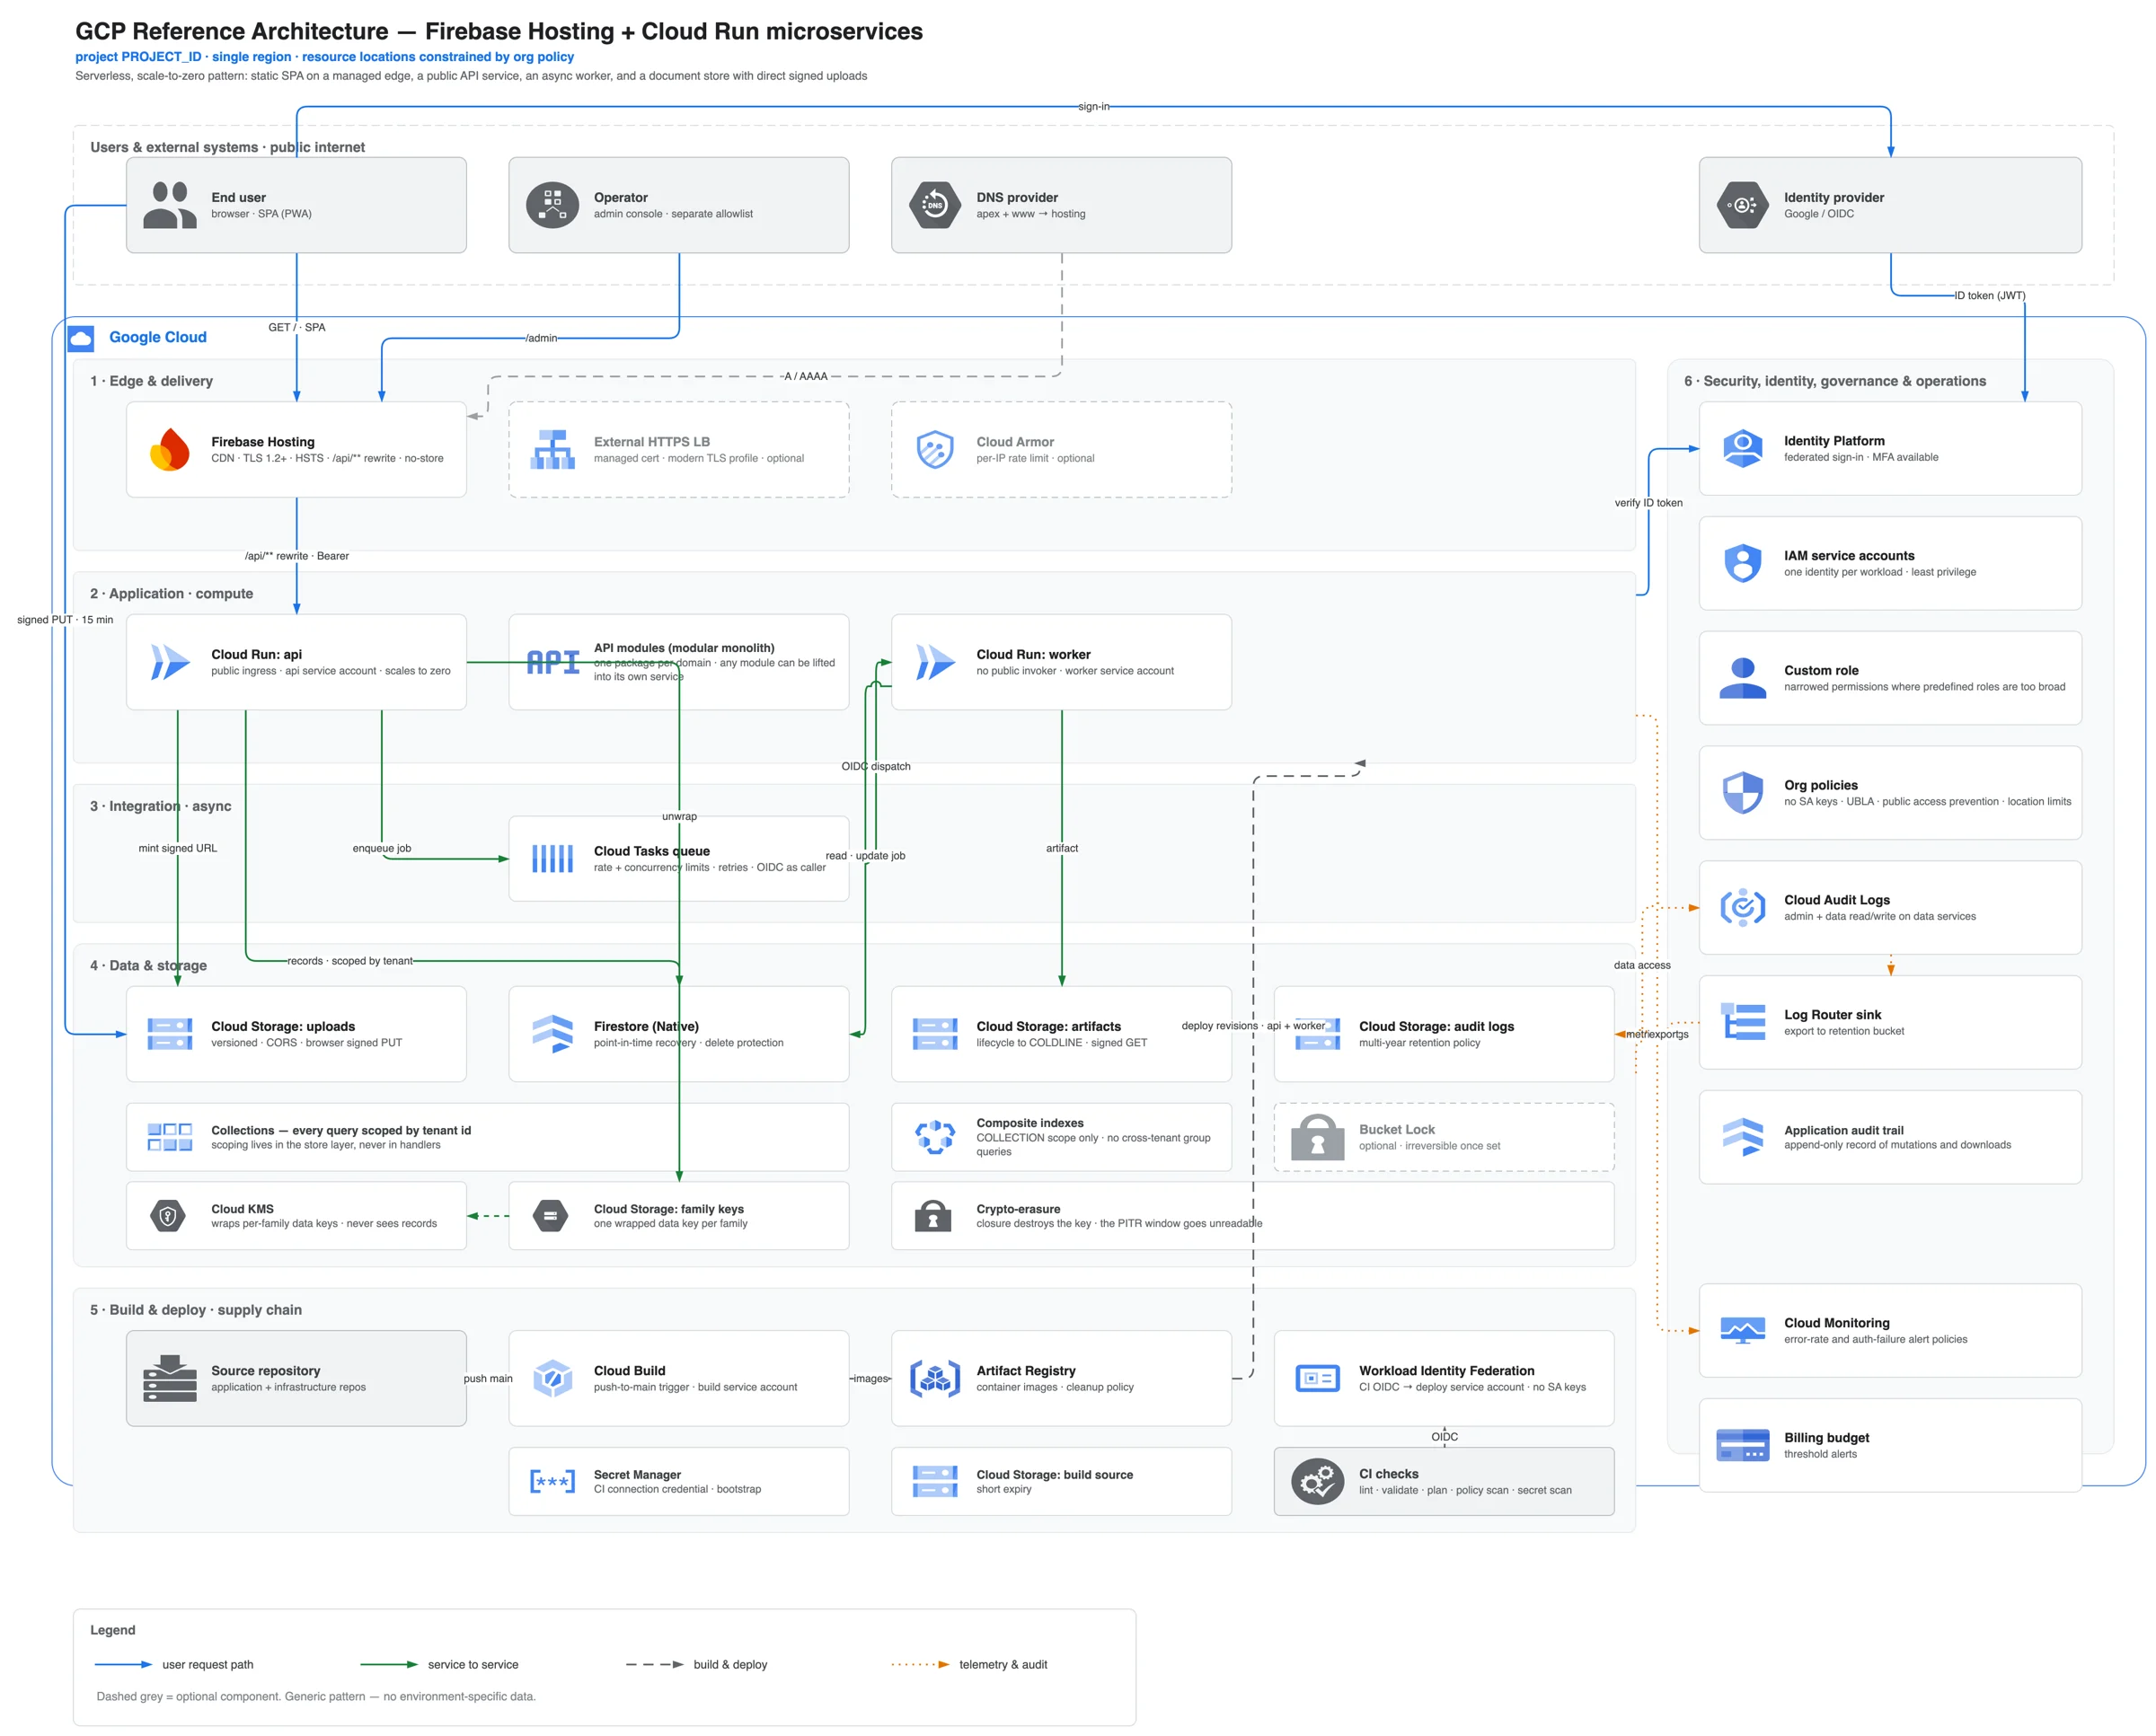 GCP Reference Architecture — Firebase Hosting + Cloud Run microservices
project PROJECT_ID · single region · resource locations constrained by org policy
Serverless, scale-to-zero pattern: static SPA on a managed edge, a public API service, an async worker, and a document store with direct signed uploads
sign-in
Users & external systems · public internet
End user
browser · SPA (PWA)
Operator
admin console · separate allowlist
DNS
DNS provider
apex + www → hosting
Identity provider
Google / OIDC
ID token (JWT)
GET / · SPA
/admin
Google Cloud
A / AAAA
1 · Edge & delivery
Firebase Hosting
CDN · TLS 1.2+ · HSTS · /api/** rewrite · no-store
External HTTPS LB
managed cert · modern TLS profile · optional
Cloud Armor
per-IP rate limit · optional
verify ID token
/api/** rewrite · Bearer
2 · Application · compute
signed PUT · 15 min
Cloud Run: api
public ingress · api service account · scales to zero
API
API modules (modular monolith)
one package per domain · any module can be lifted
into its own service
Cloud Run: worker
no public invoker · worker service account
OIDC dispatch
3 · Integration · async
unwrap
mint signed URL
enqueue job
Cloud Tasks queue
rate + concurrency limits · retries · OIDC as caller
read · update job
artifact
4 · Data & storage
records · scoped by tenant
data access
Cloud Storage: uploads
versioned · CORS · browser signed PUT
Firestore (Native)
point-in-time recovery · delete protection
Cloud Storage: artifacts
lifecycle to COLDLINE · signed GET
deploy revisions · api + worker
Cloud Storage: audit logs
multi-year retention policy
exports
Collections — every query scoped by tenant id
scoping lives in the store layer, never in handlers
Composite indexes
COLLECTION scope only · no cross-tenant group
queries
Bucket Lock
optional · irreversible once set
Cloud KMS
wraps per-family data keys · never sees records
Cloud Storage: family keys
one wrapped data key per family
Crypto-erasure
closure destroys the key · the PITR window goes unreadable
5 · Build & deploy · supply chain
Source repository
application + infrastructure repos
push main
Cloud Build
push-to-main trigger · build service account
images
Artifact Registry
container images · cleanup policy
Workload Identity Federation
CI OIDC → deploy service account · no SA keys
OIDC
[***]
Secret Manager
CI connection credential · bootstrap
Cloud Storage: build source
short expiry
CI checks
lint · validate · plan · policy scan · secret scan
6 · Security, identity, governance & operations
Identity Platform
federated sign-in · MFA available
IAM service accounts
one identity per workload · least privilege
Custom role
narrowed permissions where predefined roles are too broad
Org policies
no SA keys · UBLA · public access prevention · location limits
Cloud Audit Logs
admin + data read/write on data services
Log Router sink
export to retention bucket
Application audit trail
append-only record of mutations and downloads
Cloud Monitoring
error-rate and auth-failure alert policies
Billing budget
threshold alerts
Legend
user request path
service to service
build & deploy
telemetry & audit
Dashed grey = optional component. Generic pattern — no environment-specific data.